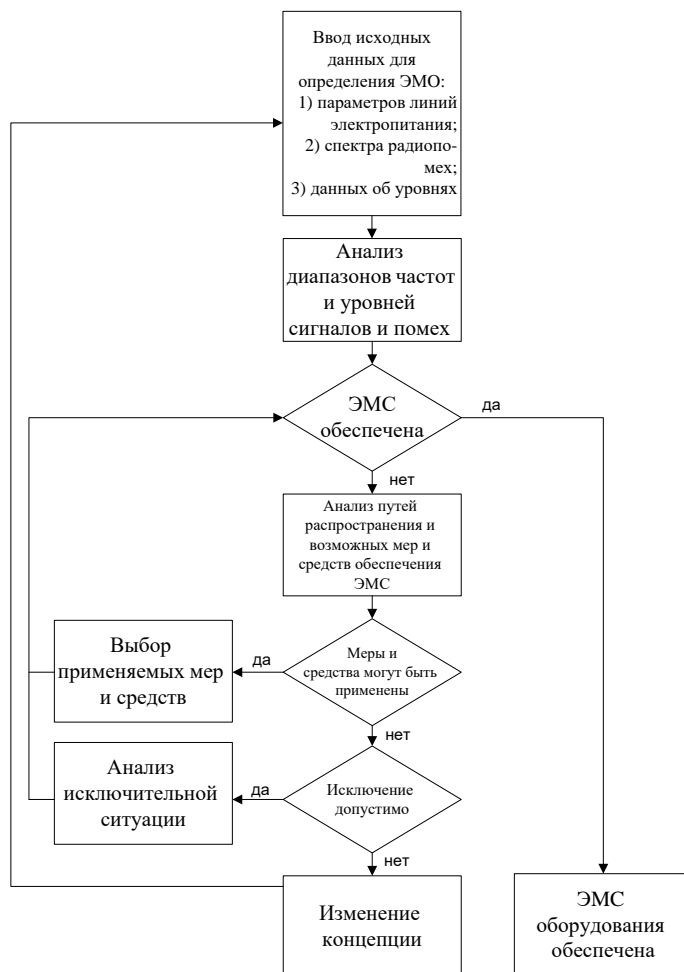 Ввод исходных
данных для
определения ЭМО:
1) параметров линий
электропитания;
2) спектра радиопо-
мех;
3) данных об уровнях
Анализ
диапазонов частот
и уровней
сигналов и помех
ЭМС
обеспечена
да
нет
Анализ путей
распространения и
возможных мер и
средств обеспечения
ЭМС
Меры и
средства могут быть
применены
да
Выбор
применяемых мер
и средств
нет
Исключение
допустимо
да
Анализ
исключительной
ситуации
нет
Изменение
концепции
ЭМС
оборудования
обеспечена